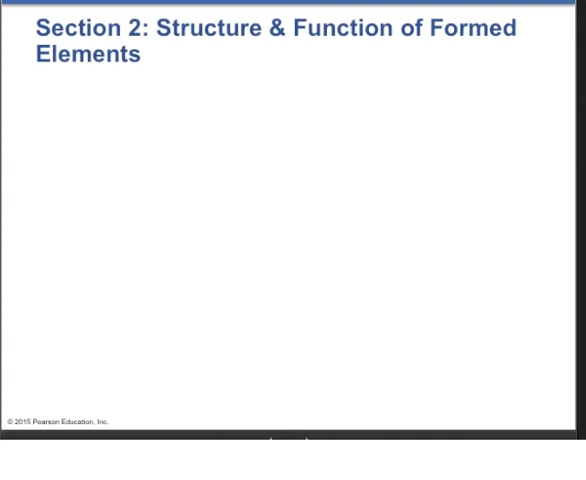 Section 2: Structure & Function of Formed
Elements
© 2015 Pearson Education, Inc.